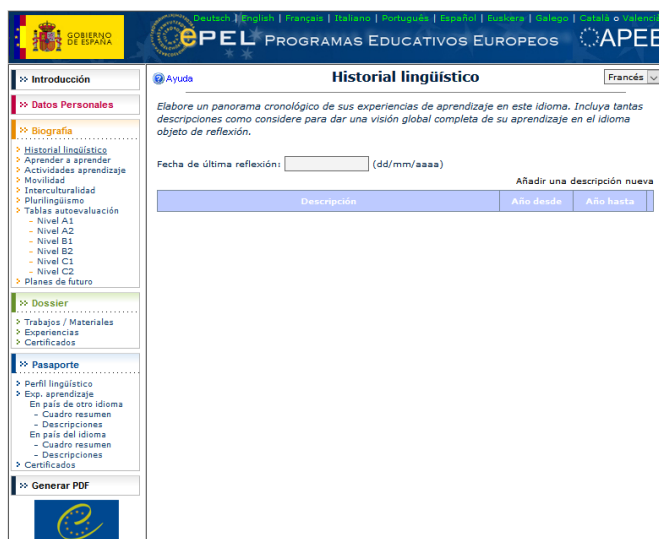 Deutsch | English | Français | Italiano | Português | Español | Euskera | Galego | Català o Valencià
GOBIERNO
DE ESPAÑA
ePEL PROGRAMAS EDUCATIVOS EUROPEOS OAPEE
Introducción
Datos Personales
Biografía
Historial lingüístico
Aprender a aprender
Actividades aprendizaje
Movilidad
Interculturalidad
Plurilingüismo
Tablas autoevaluación
– Nivel A1
– Nivel A2
– Nivel B1
– Nivel B2
– Nivel C1
– Nivel C2
Planes de futuro
Dossier
Trabajos / Materiales
Experiencias
Certificados
Pasaporte
Perfil lingüístico
Exp. aprendizaje
En país de otro idioma
– Cuadro resumen
– Descripciones
En país del idioma
– Cuadro resumen
– Descripciones
Certificados
Generar PDF
Ayuda Historial lingüístico Francés
Elabore un panorama cronológico de sus experiencias de aprendizaje en este idioma. Incluya tantas
descripciones como considere para dar una visión global completa de su aprendizaje en el idioma
objeto de reflexión.
Fecha de última reflexión: (dd/mm/aaaa)
Añadir una descripción nueva
Descripción Año desde Año hasta